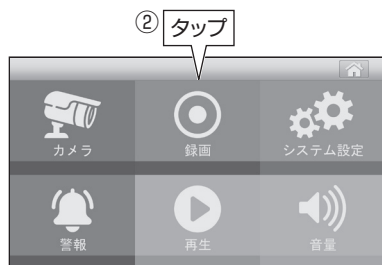 ② タップ
カメラ 録画 システム設定
警報 再生 音量